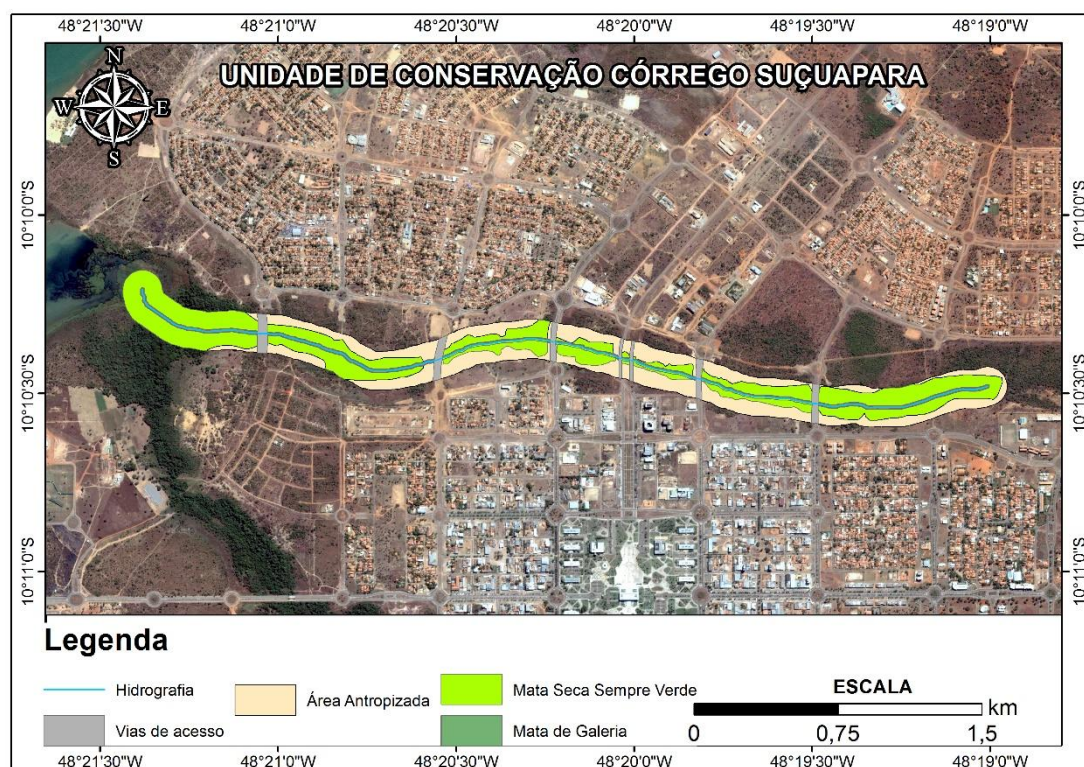 48°21'30"W 48°21'0"W 48°20'30"W 48°20'0"W 48°19'30"W 48°19'0"W
UNIDADE DE CONSERVAÇÃO CÓRREGO SUÇUAPARA
N
W E
S
10°10'0"S 10°10'0"S
10°10'30"S 10°10'30"S
10°11'0"S 10°11'0"S
Legenda
Hidrografia
Vias de acesso
Área Antropizada
Mata Seca Sempre Verde
Mata de Galeria
ESCALA
km
0 0,75 1,5
48°21'30"W 48°21'0"W 48°20'30"W 48°20'0"W 48°19'30"W 48°19'0"W